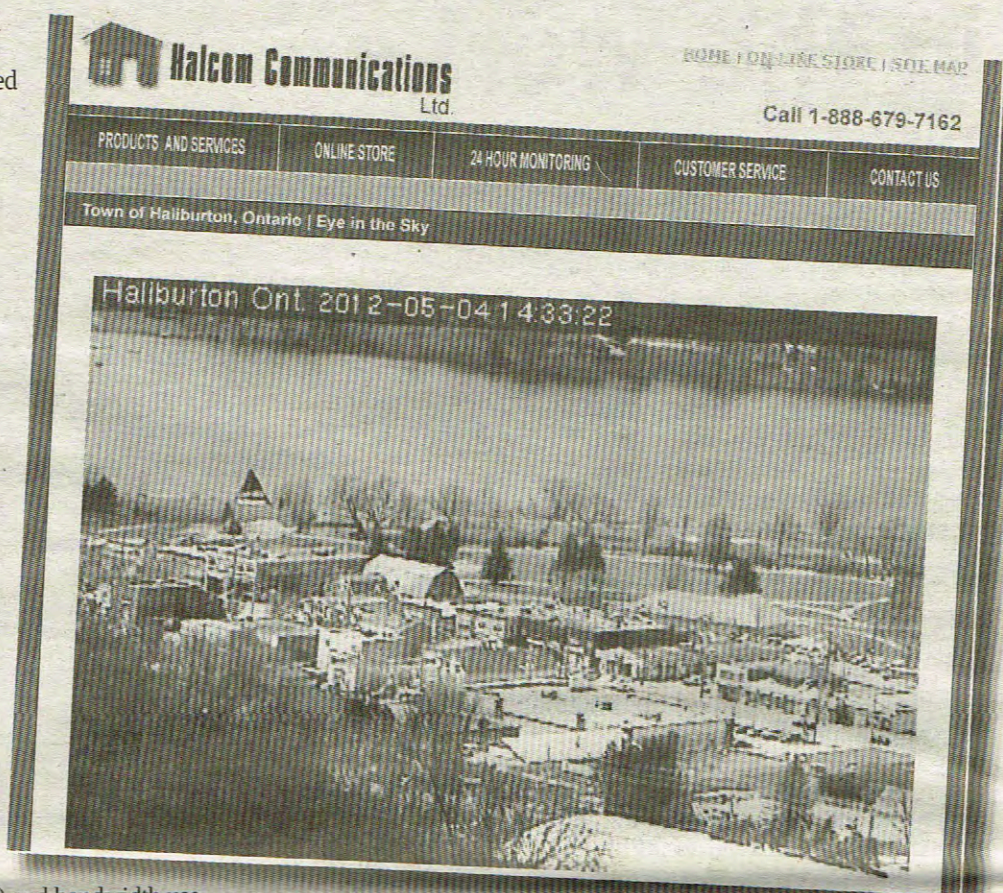 ed
Halcom Communications
Ltd.
HOME | ON-LINE STORE | SITE MAP
Call 1-888-679-7162
PRODUCTS AND SERVICES ONLINE STORE 24 HOUR MONITORING CUSTOMER SERVICE CONTACT US
Town of Haliburton, Ontario | Eye in the Sky
Haliburton Ont. 2012-05-04 14:33:22